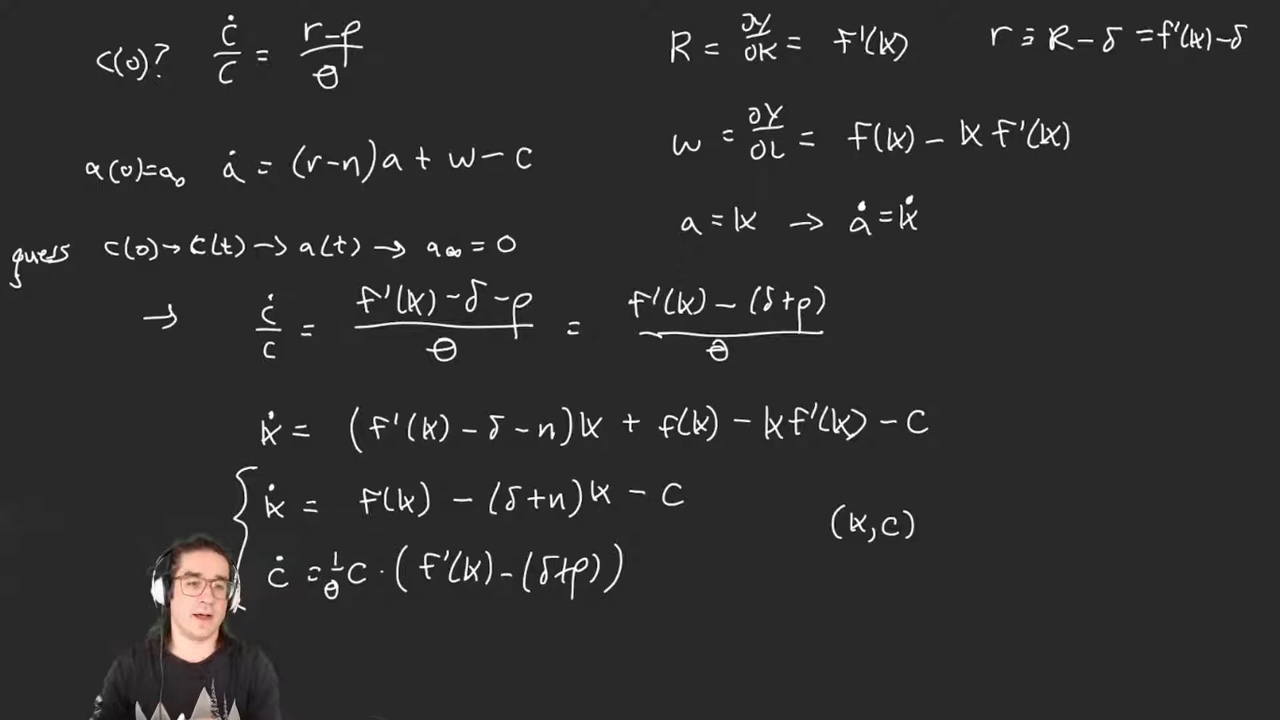 c(0)? ċ/c = (r-ρ)/θ
R = ∂Y/∂K = f'(k)
r ≡ R - δ = f'(k) - δ
w = ∂Y/∂L = f(k) - k f'(k)
a(0)=a₀ ȧ = (r-n)a + w - c
a = k → ȧ = k̇
guess c(0) → c(t) → a(t) → a∞ = 0
→ ċ/c = (f'(k) - δ - ρ)/θ = (f'(k) - (δ+ρ))/θ
k̇ = (f'(k) - δ - n)k + f(k) - k f'(k) - c
k̇ = f(k) - (δ+n)k - c
(k,c)
ċ = 1/θ c · (f'(k) - (δ+ρ))